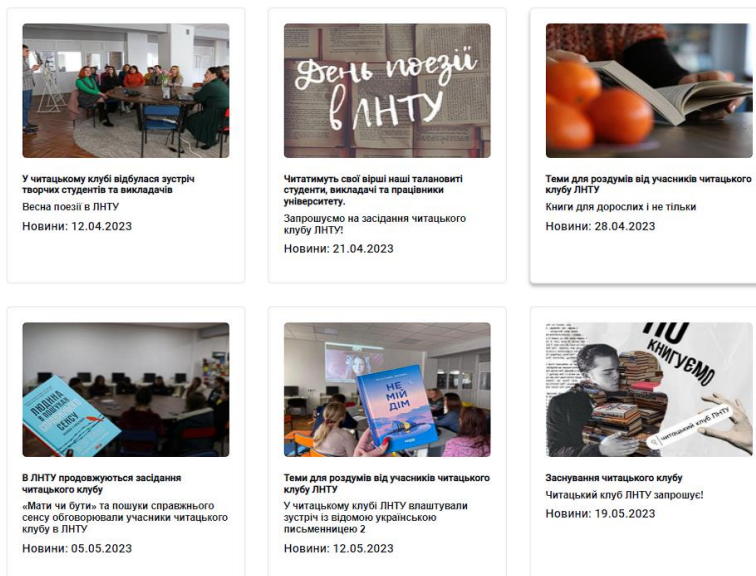 День поезії
в ЛНТУ
У читацькому клубі відбулася зустріч
творчих студентів та викладачів
Весна поезії в ЛНТУ
Новини: 12.04.2023
Читатимуть свої вірші наші талановиті
студенти, викладачі та працівники
університету.
Запрошуємо на засідання читацького
клубу ЛНТУ!
Новини: 21.04.2023
Теми для роздумів від учасників читацького
клубу ЛНТУ
Книги для дорослих і не тільки
Новини: 28.04.2023
ЛЮДИНА
В ПОШУКАХ
СПРАВЖНЬОГО
СЕНСУ
В ЛНТУ продовжуються засідання
читацького клубу
«Мати чи бути» та пошуки справжнього
сенсу обговорювали учасники читацького
клубу в ЛНТУ
Новини: 05.05.2023
НЕ
МІЙ
ДІМ
Теми для роздумів від учасників читацького
клубу ЛНТУ
У читацькому клубі ЛНТУ влаштували
зустріч із відомою українською
письменницею 2
Новини: 12.05.2023
ПО
КНИГУЄМО
читацький клуб ЛНТУ
Заснування читацького клубу
Читацький клуб ЛНТУ запрошує!
Новини: 19.05.2023